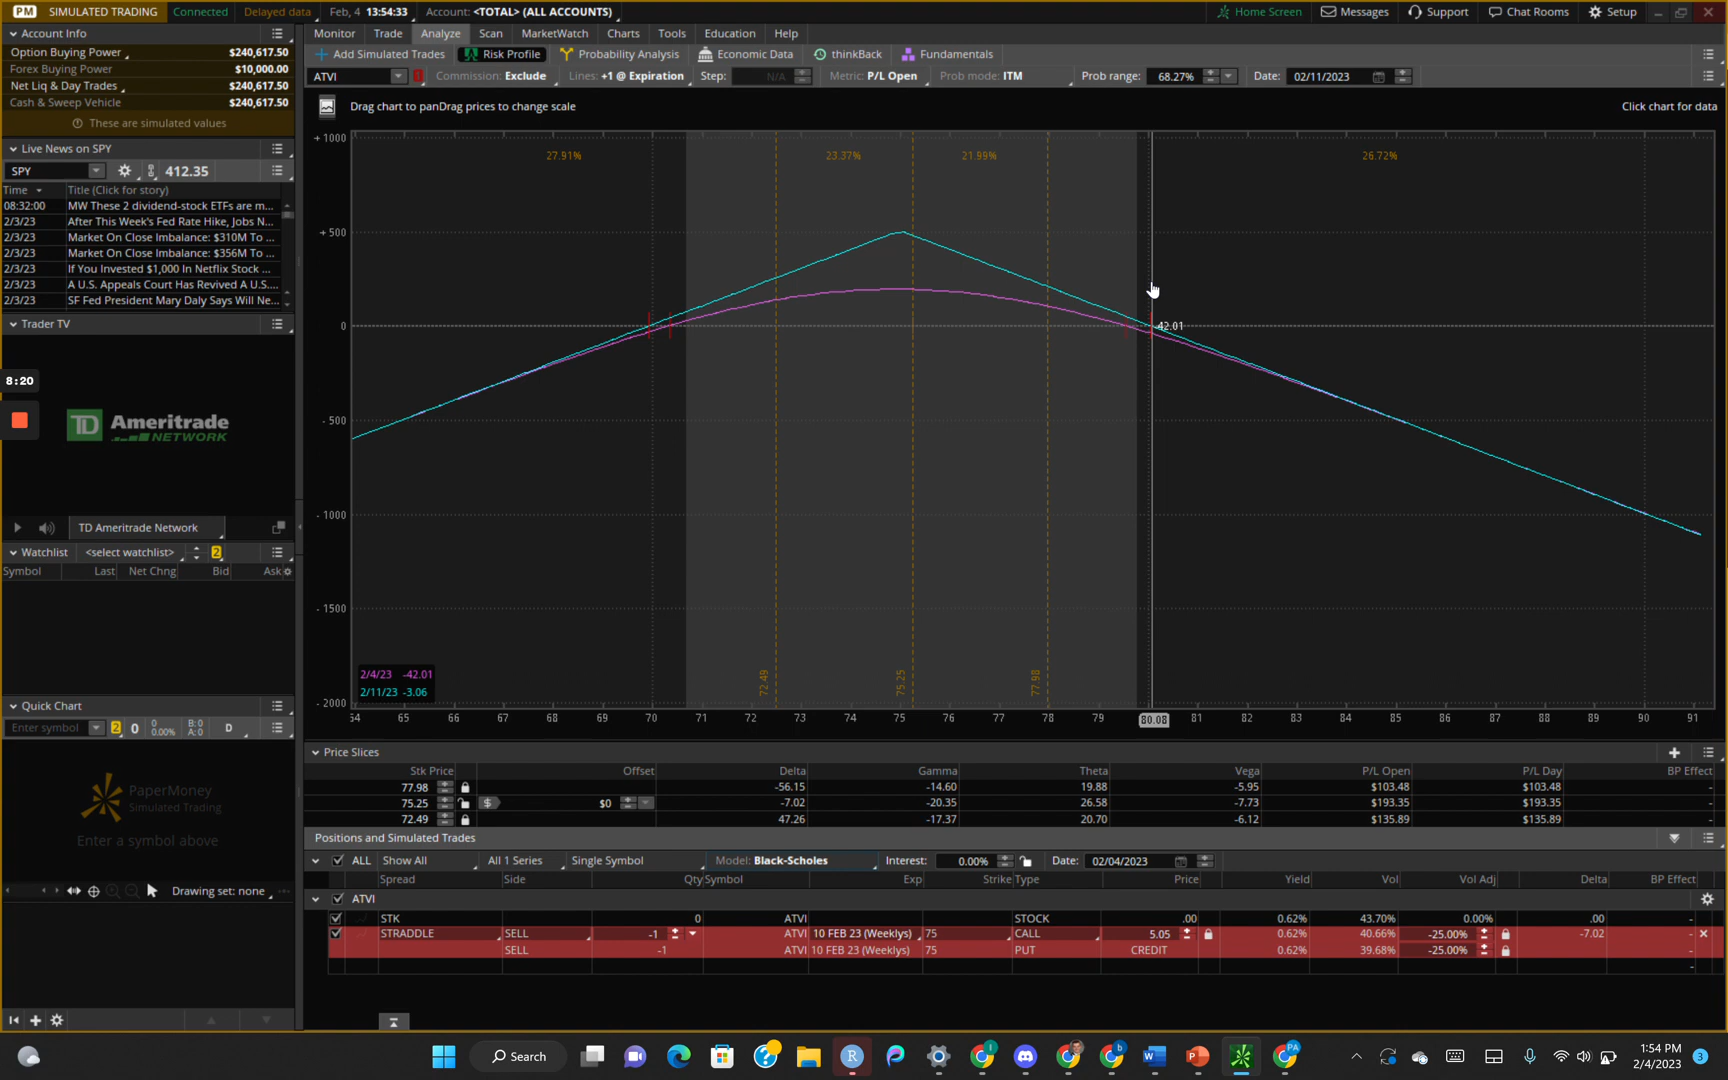 PM SIMULATED TRADING Connected Delayed data Feb, 4 13:54:33 Account: <TOTAL> (ALL ACCOUNTS) Home Screen Messages Support Chat Rooms Setup
Account Info
Option Buying Power $240,617.50
Forex Buying Power $10,000.00
Net Liq & Day Trades $240,617.50
Cash & Sweep Vehicle $240,617.50
These are simulated values
Live News on SPY
SPY 412.35
Time Title (Click for story)
08:32:00 MW These 2 dividend-stock ETFs are m...
2/3/23 After This Week's Fed Rate Hike, Jobs N...
2/3/23 Market On Close Imbalance: $310M To ...
2/3/23 Market On Close Imbalance: $356M To ...
2/3/23 If You Invested $1,000 In Netflix Stock ...
2/3/23 A U.S. Appeals Court Has Revived A U.S....
2/3/23 SF Fed President Mary Daly Says Will Ne...
Trader TV
8:20
TD Ameritrade
NETWORK
TD Ameritrade Network
Watchlist <select watchlist> 2
Symbol Last Net Chng Bid Ask
Quick Chart
Enter symbol 2 0 0 0.00% B: 0 A: 0 D
PaperMoney
Simulated Trading
Enter a symbol above
Drawing set: none
Monitor Trade Analyze Scan MarketWatch Charts Tools Education Help
Add Simulated Trades Risk Profile Probability Analysis Economic Data thinkBack Fundamentals
ATVI Commission: Exclude Lines: +1 @ Expiration Step: N/A Metric: P/L Open Prob mode: ITM Prob range: 68.27% Date: 02/11/2023
Drag chart to panDrag prices to change scale Click chart for data
+ 1000
27.91% 23.37% 21.99% 26.72%
+ 500
0
-42.01
- 500
- 1000
- 1500
- 2000
72.49 75.25 77.98
2/4/23 -42.01
2/11/23 -3.06
54 65 66 67 68 69 70 71 72 73 74 75 76 77 78 79 80.08 81 82 83 84 85 86 87 88 89 90 91
Price Slices
Stk Price Offset Delta Gamma Theta Vega P/L Open P/L Day BP Effect
77.98 -56.15 -14.60 19.88 -5.95 $103.48 $103.48 -
75.25 $ $0 -7.02 -20.35 26.58 -7.73 $193.35 $193.35 -
72.49 47.26 -17.37 20.70 -6.12 $135.89 $135.89 -
Positions and Simulated Trades
ALL Show All All 1 Series Single Symbol Model: Black-Scholes Interest: 0.00% Date: 02/04/2023
Spread Side Qty Symbol Exp Strike Type Price Yield Vol Vol Adj Delta BP Effect
ATVI
STK 0 ATVI STOCK .00 0.62% 43.70% 0.00% .00 -
STRADDLE SELL -1 ATVI 10 FEB 23 (Weeklys) 75 CALL 5.05 0.62% 40.66% -25.00% -7.02 -
SELL -1 ATVI 10 FEB 23 (Weeklys) 75 PUT CREDIT 0.62% 39.68% -25.00% -
-
Search
1:54 PM
2/4/2023
3